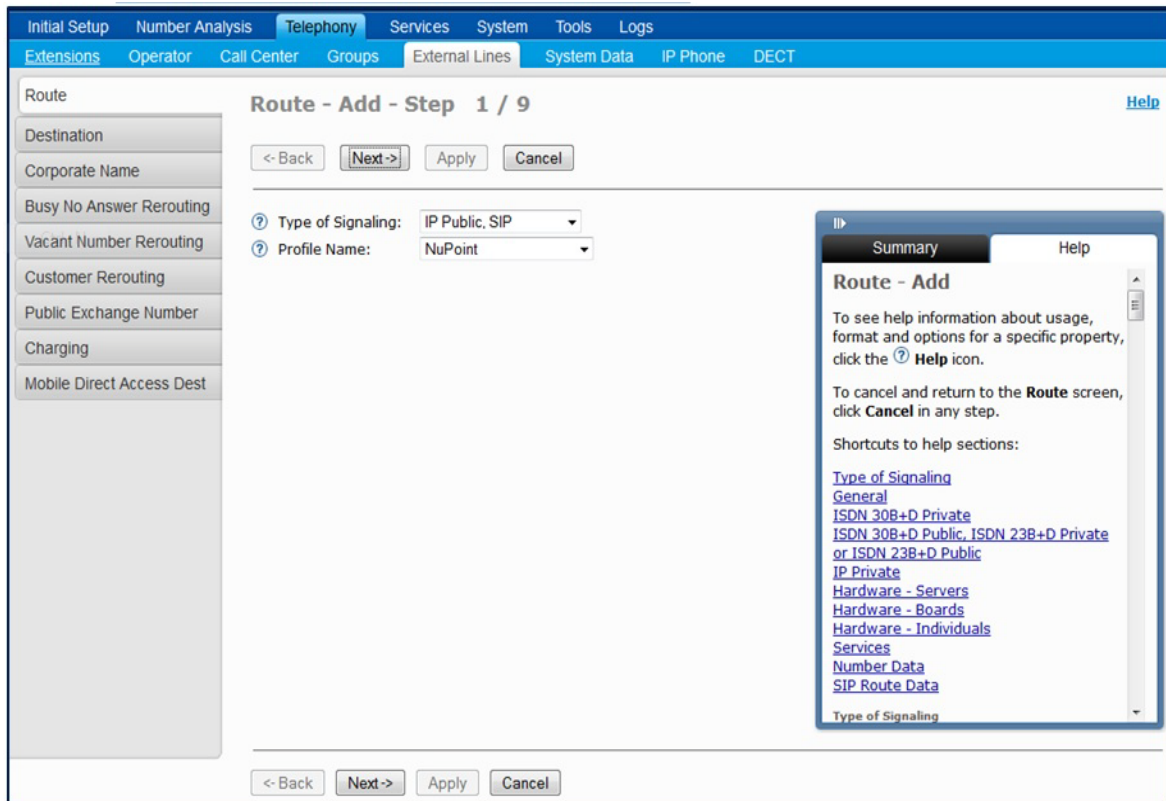 Initial Setup Number Analysis Telephony Services System Tools Logs
Extensions Operator Call Center Groups External Lines System Data IP Phone DECT
Route
Destination
Corporate Name
Busy No Answer Rerouting
Vacant Number Rerouting
Customer Rerouting
Public Exchange Number
Charging
Mobile Direct Access Dest
Route - Add - Step 1 / 9
Help
<- Back Next -> Apply Cancel
? Type of Signaling: IP Public, SIP
? Profile Name: NuPoint
Summary Help
Route - Add
To see help information about usage,
format and options for a specific property,
click the ? Help icon.
To cancel and return to the Route screen,
click Cancel in any step.
Shortcuts to help sections:
Type of Signaling
General
ISDN 30B+D Private
ISDN 30B+D Public, ISDN 23B+D Private
or ISDN 23B+D Public
IP Private
Hardware - Servers
Hardware - Boards
Hardware - Individuals
Services
Number Data
SIP Route Data
Type of Signaling
<- Back Next -> Apply Cancel